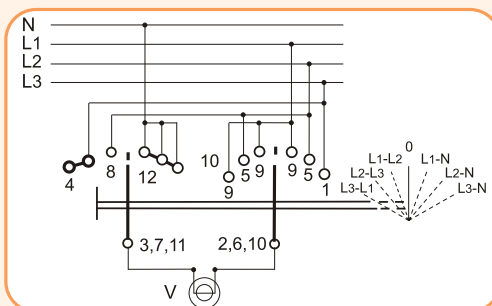 N
L1
L2
L3
0
L1-L2 L1-N
L2-L3 L2-N
L3-L1 L3-N
4 8 12 10 9 5 9 9 5 1
3,7,11 2,6,10
V